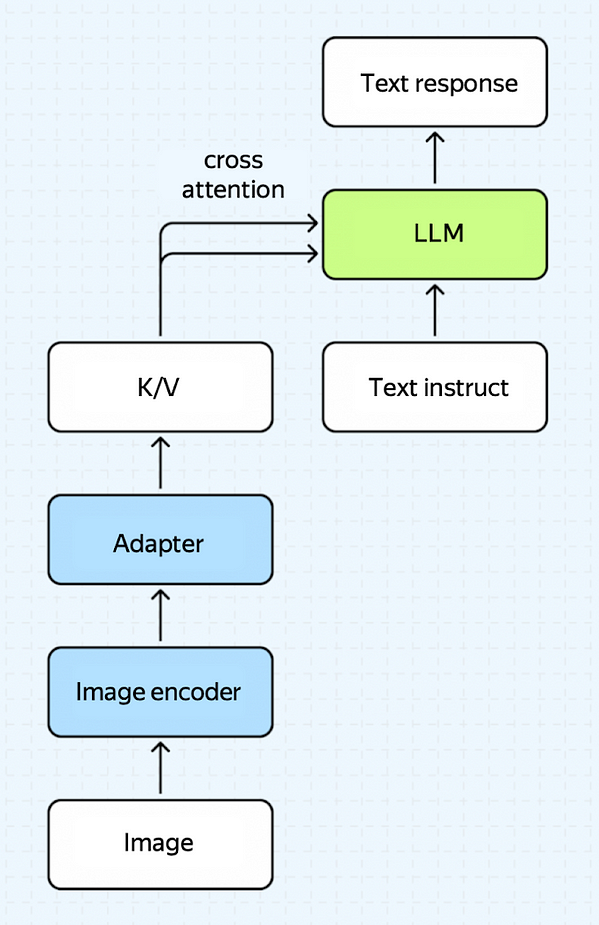 Text response
cross
attention
LLM
K/V
Text instruct
Adapter
Image encoder
Image